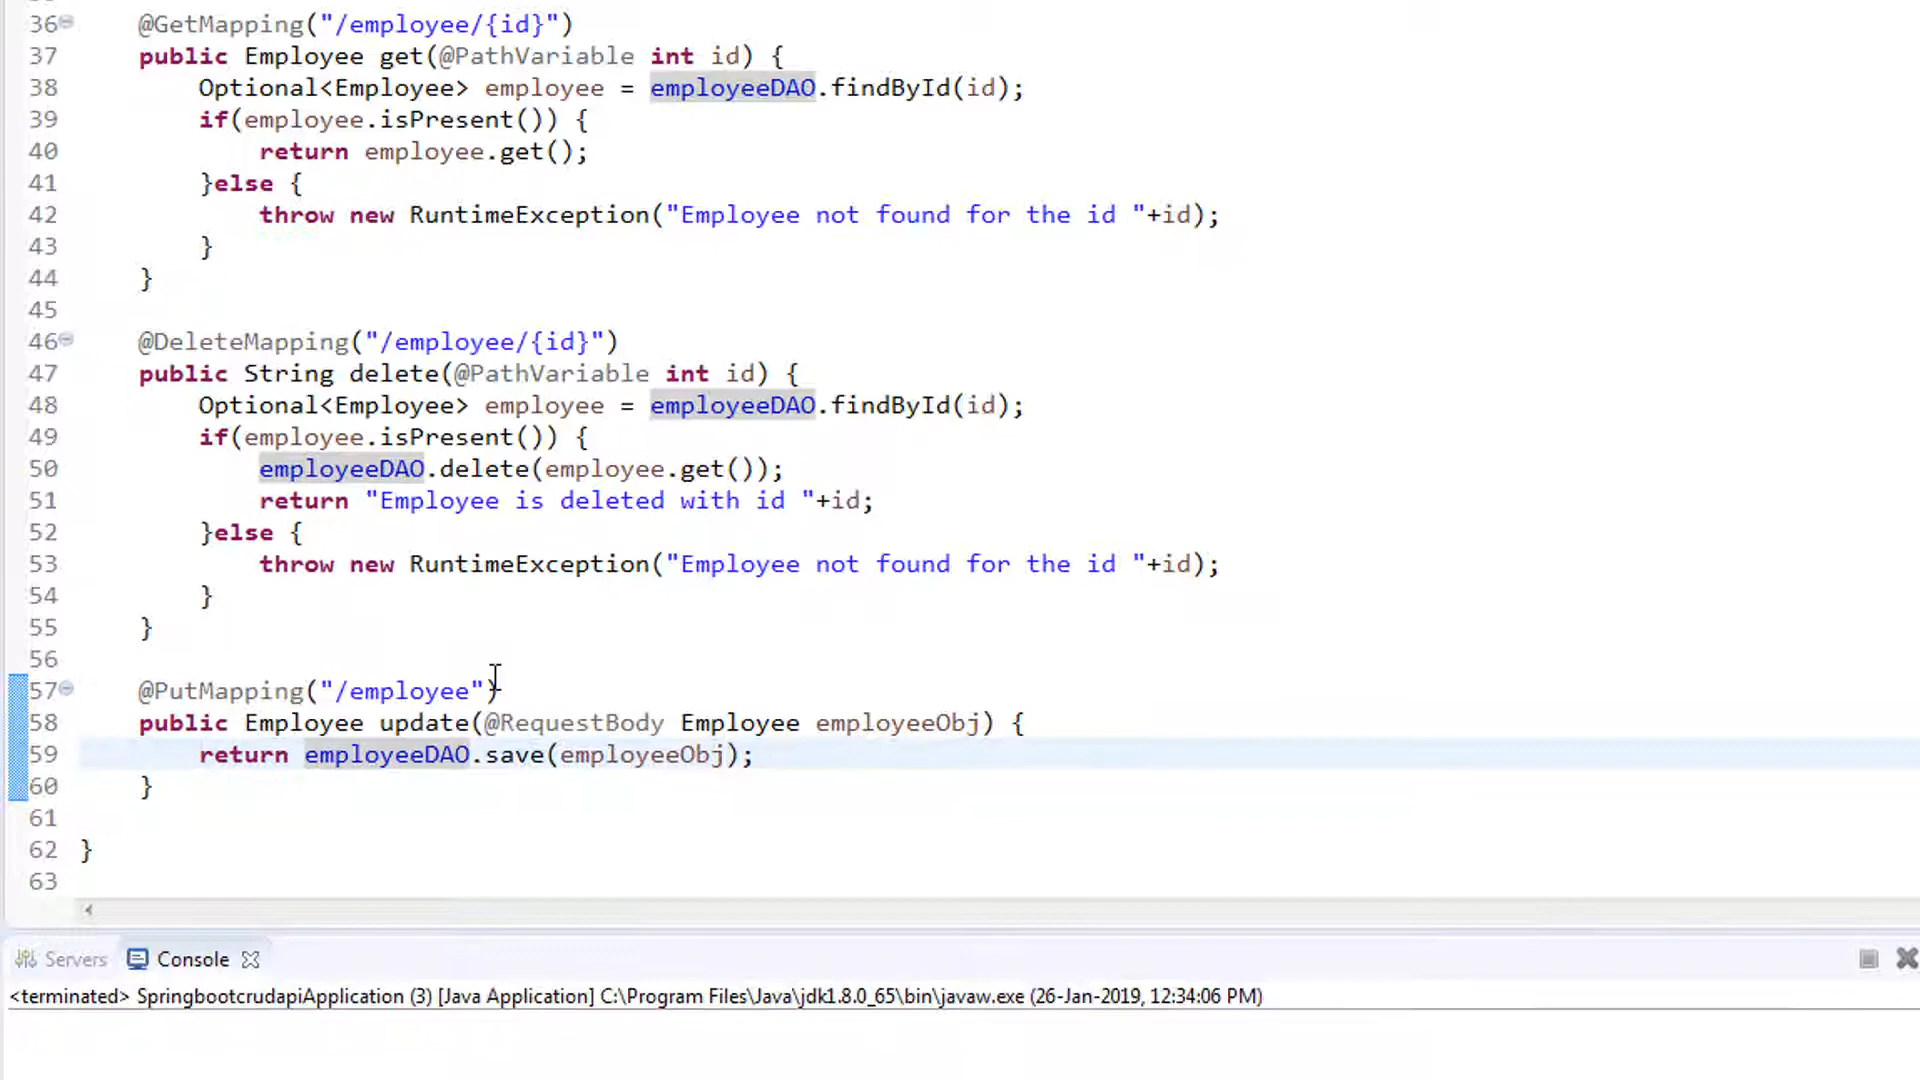 36 @GetMapping("/employee/{id}")
37 public Employee get(@PathVariable int id) {
38 Optional<Employee> employee = employeeDAO.findById(id);
39 if(employee.isPresent()) {
40 return employee.get();
41 }else {
42 throw new RuntimeException("Employee not found for the id "+id);
43 }
44 }
45
46 @DeleteMapping("/employee/{id}")
47 public String delete(@PathVariable int id) {
48 Optional<Employee> employee = employeeDAO.findById(id);
49 if(employee.isPresent()) {
50 employeeDAO.delete(employee.get());
51 return "Employee is deleted with id "+id;
52 }else {
53 throw new RuntimeException("Employee not found for the id "+id);
54 }
55 }
56
57 @PutMapping("/employee")
58 public Employee update(@RequestBody Employee employeeObj) {
59 return employeeDAO.save(employeeObj);
60 }
61
62 }
63
Servers Console
<terminated> SpringbootcrudapiApplication (3) [Java Application] C:\Program Files\Java\jdk1.8.0_65\bin\javaw.exe (26-Jan-2019, 12:34:06 PM)